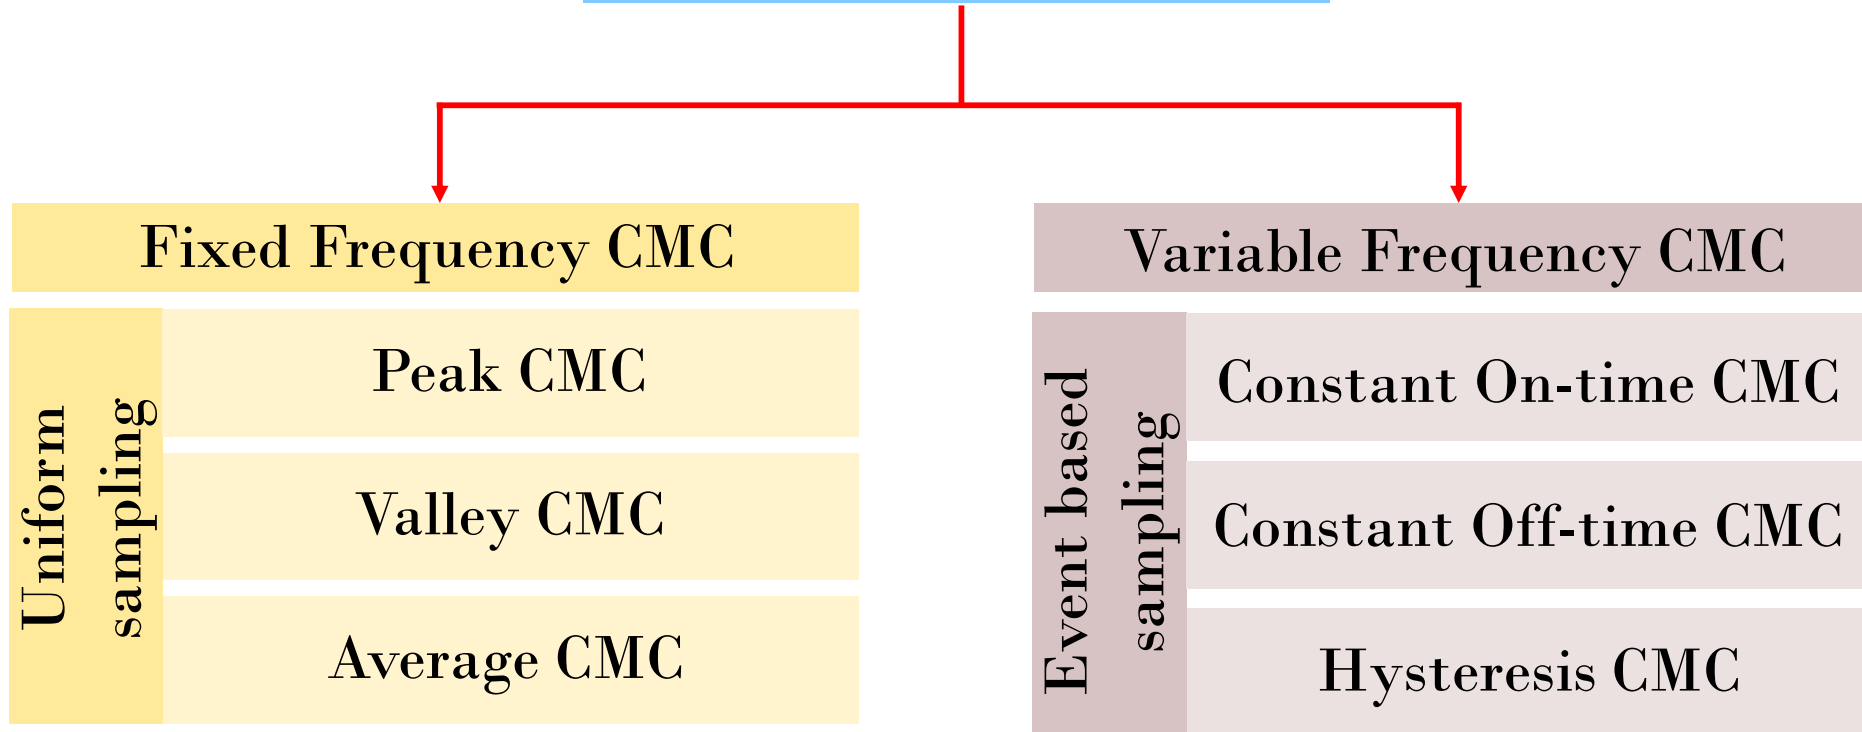 Fixed Frequency CMC
Uniform
sampling
Peak CMC
Valley CMC
Average CMC
Variable Frequency CMC
Event based
sampling
Constant On-time CMC
Constant Off-time CMC
Hysteresis CMC